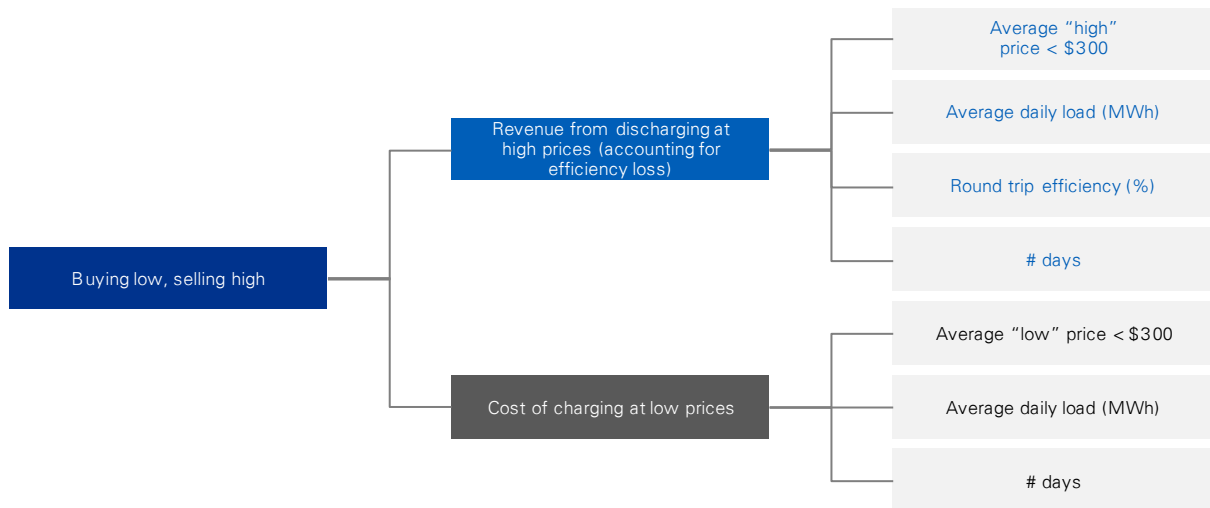 Buying low, selling high
Revenue from discharging at
high prices (accounting for
efficiency loss)
Average “high”
price < $300
Average daily load (MWh)
Round trip efficiency (%)
# days
Cost of charging at low prices
Average “low” price < $300
Average daily load (MWh)
# days